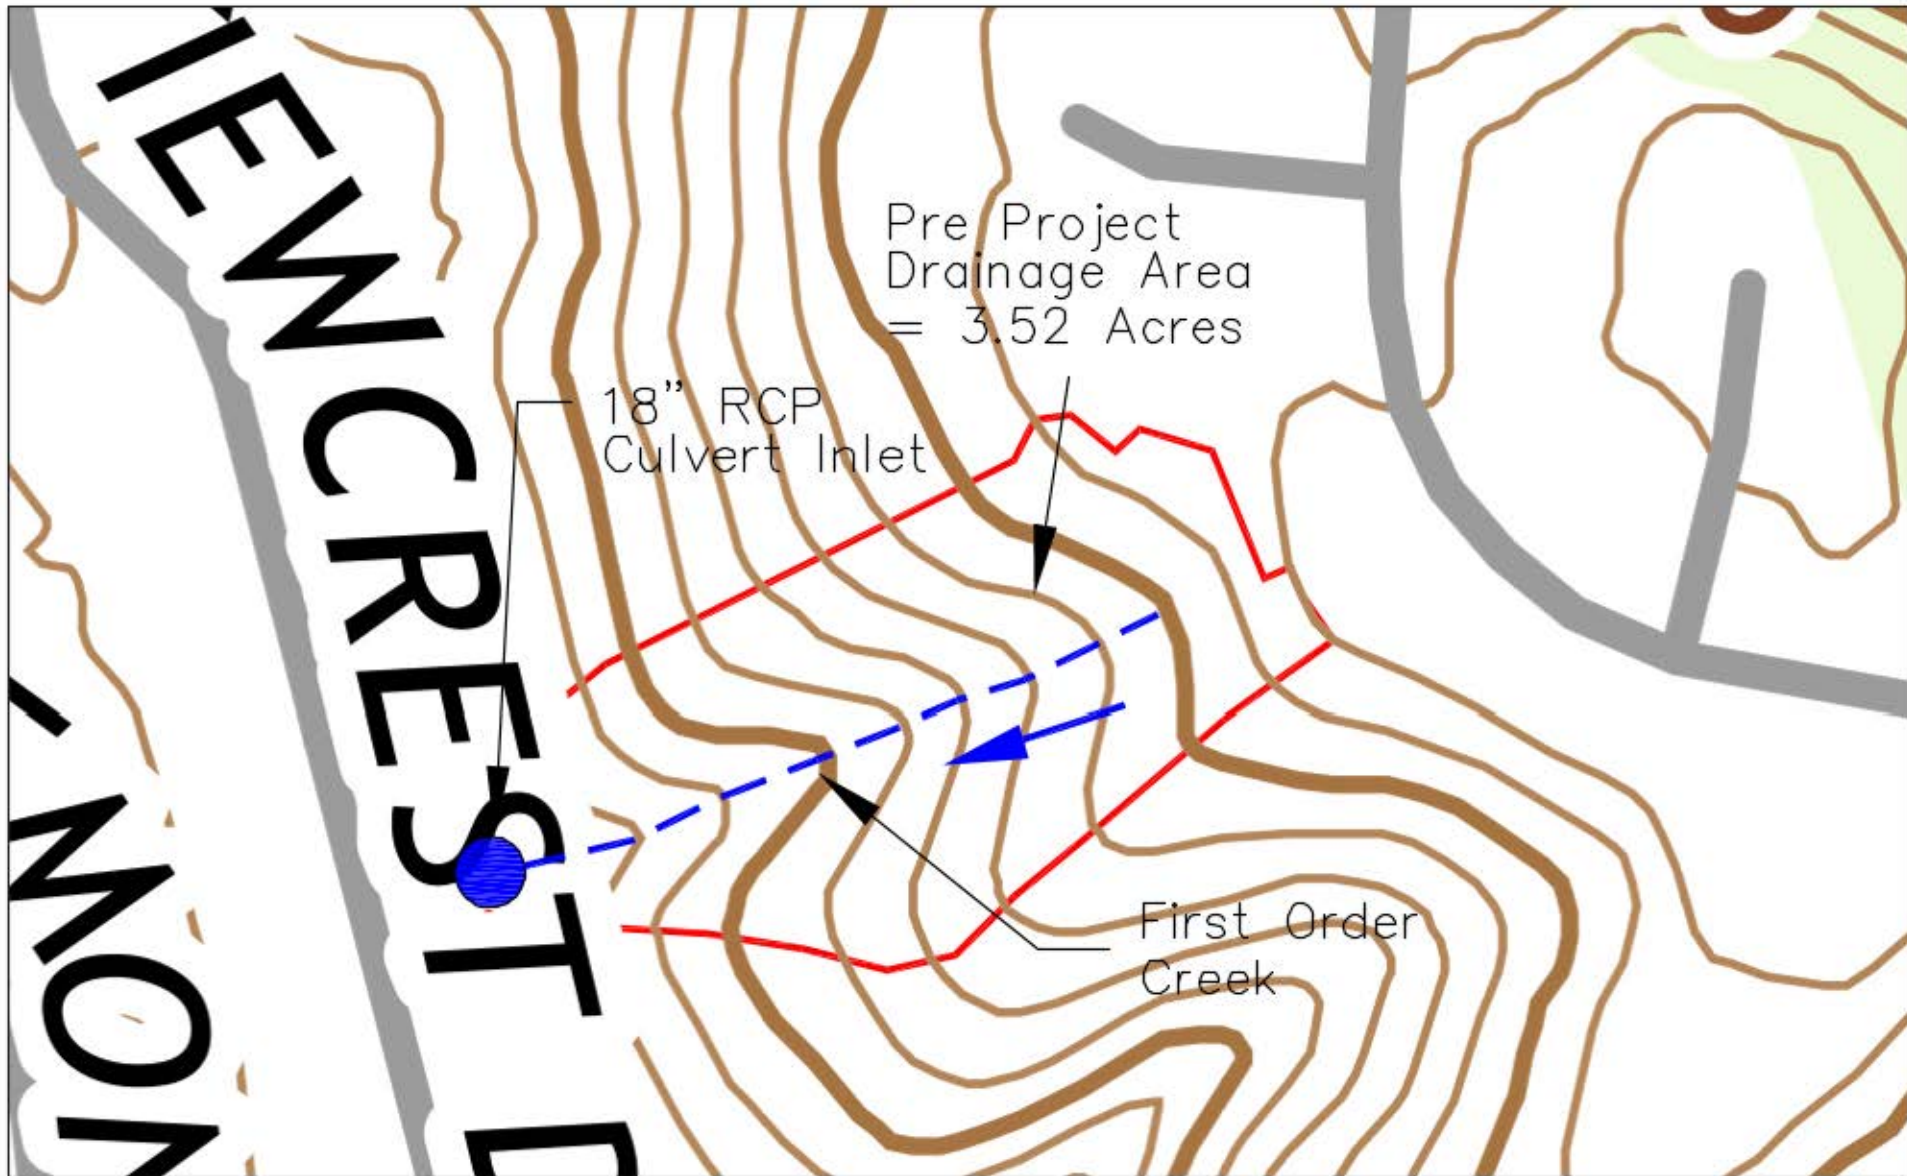 IEWCREST D
MON
Pre Project
Drainage Area
= 3.52 Acres
18" RCP
Culvert Inlet
First Order
Creek